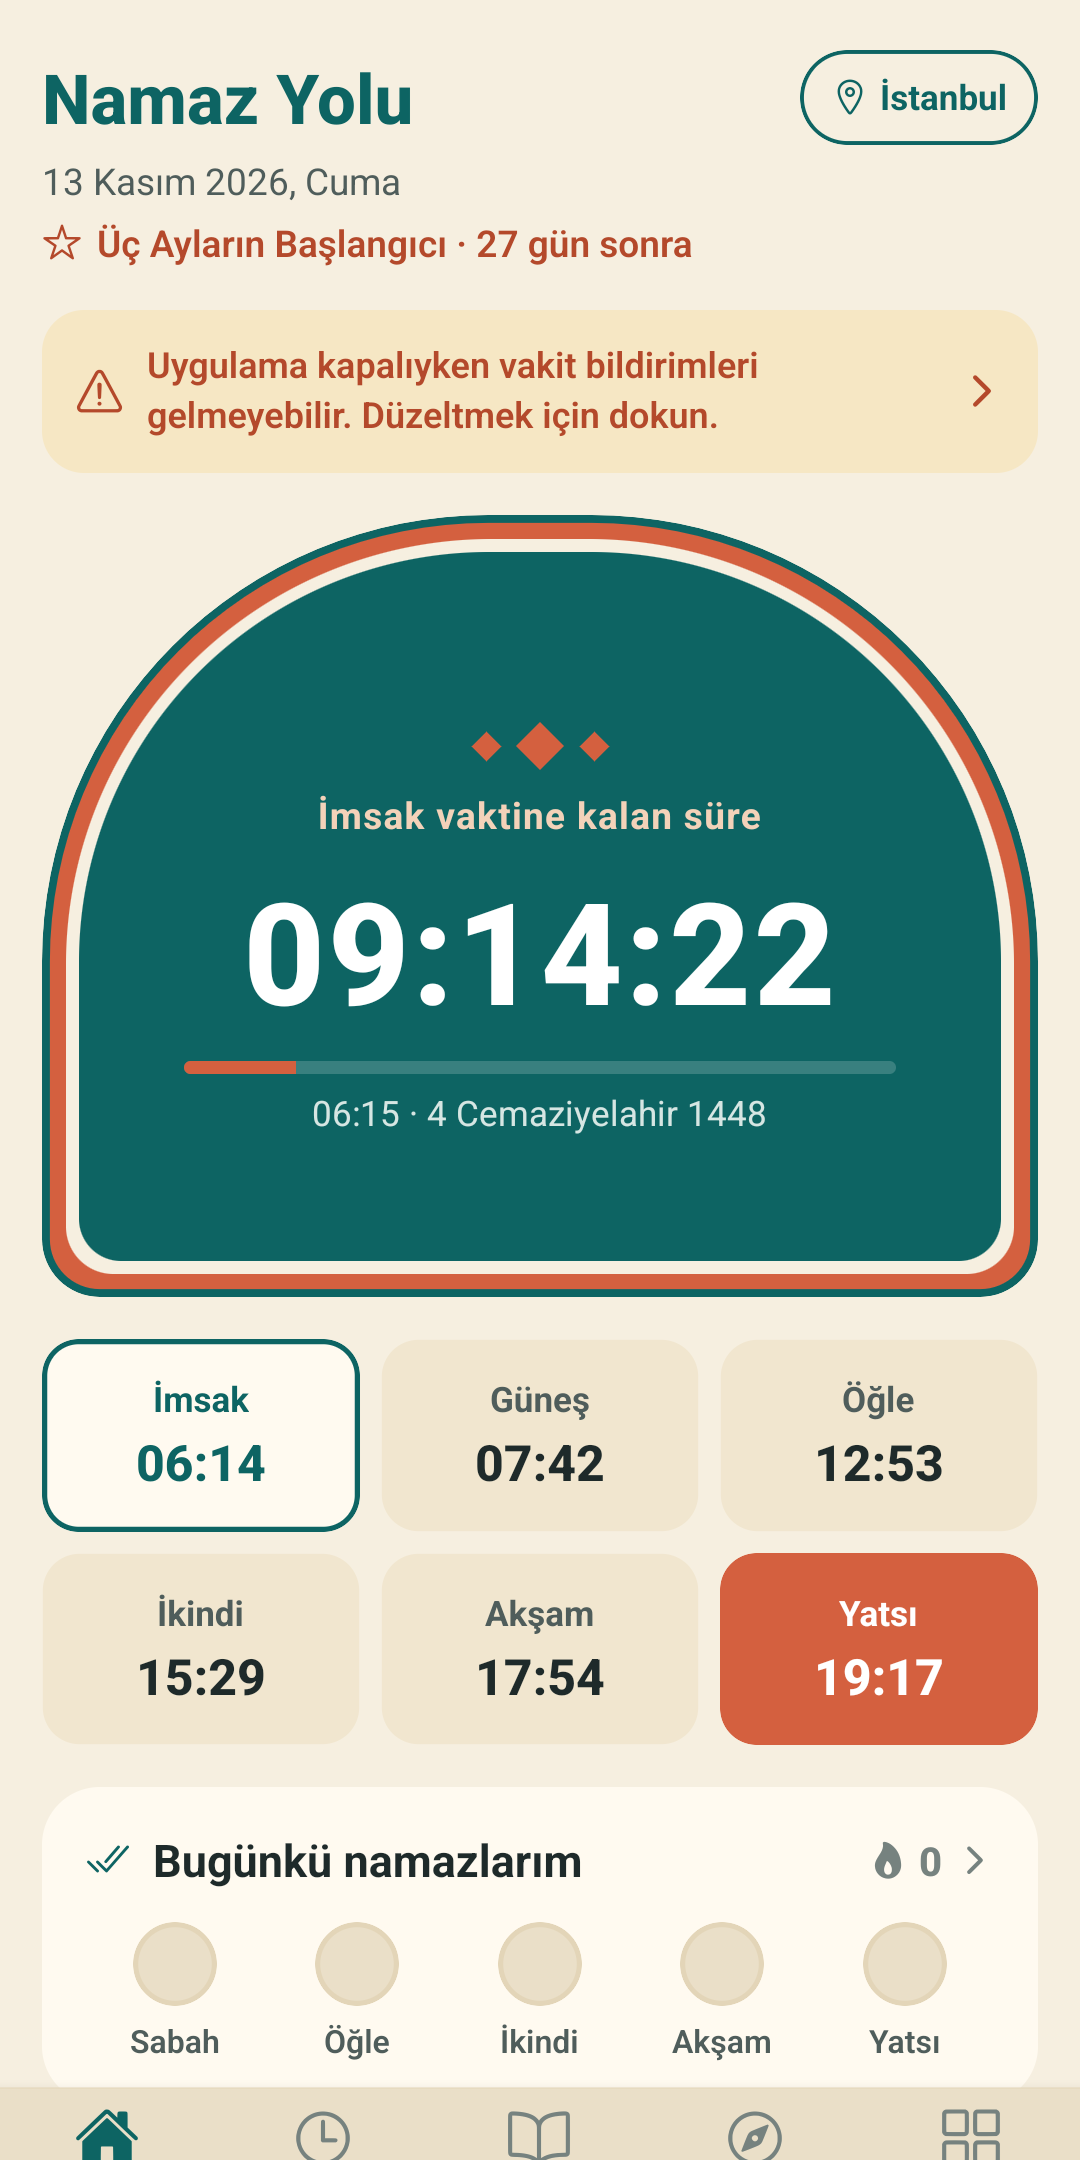 Namaz Yolu
İstanbul
13 Kasım 2026, Cuma
Üç Ayların Başlangıcı · 27 gün sonra
Uygulama kapalıyken vakit bildirimleri
gelmeyebilir. Düzeltmek için dokun.
İmsak vaktine kalan süre
09:14:22
06:15 · 4 Cemaziyelahir 1448
İmsak
06:14
Güneş
07:42
Öğle
12:53
İkindi
15:29
Akşam
17:54
Yatsı
19:17
Bugünkü namazlarım
0
Sabah
Öğle
İkindi
Akşam
Yatsı